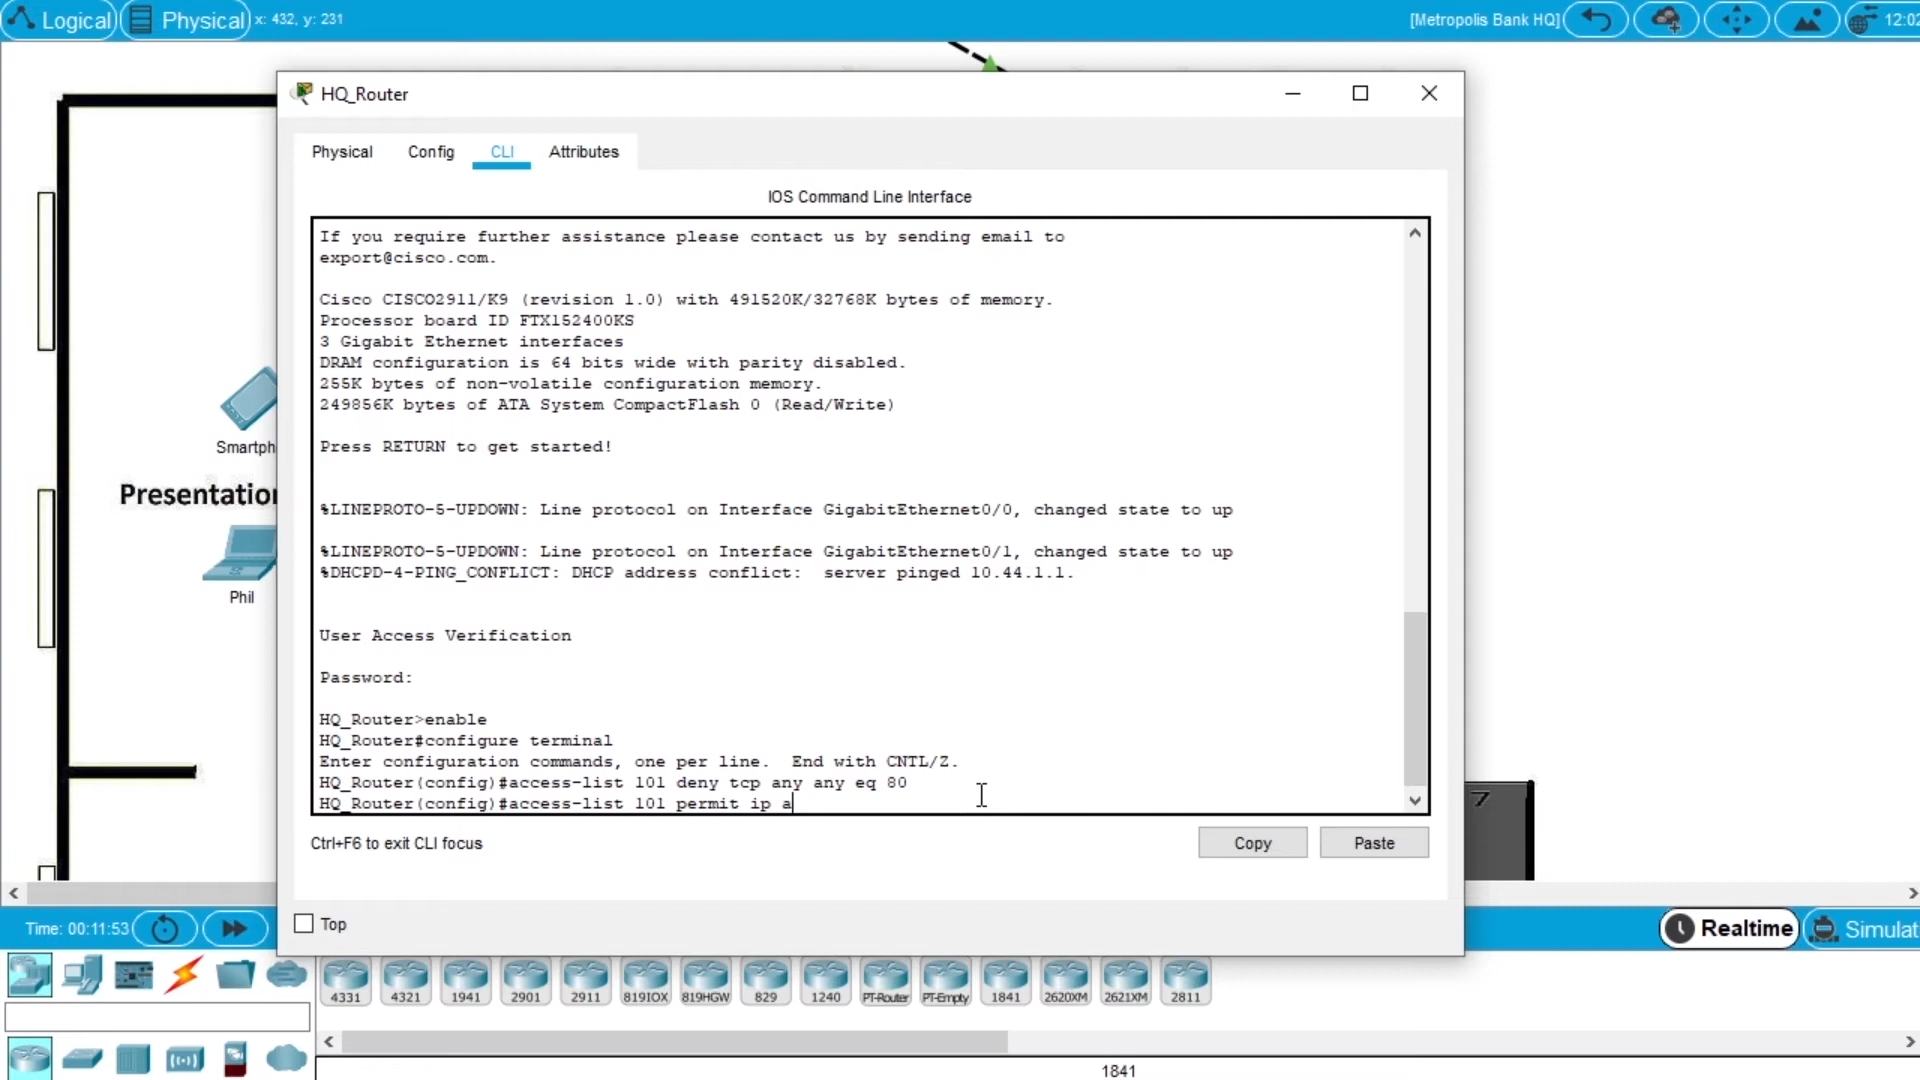 Logical
Physical
x: 432, y: 231
[Metropolis Bank HQ]
12:02
HQ_Router
Physical
Config
CLI
Attributes
IOS Command Line Interface
If you require further assistance please contact us by sending email to
export@cisco.com.
Cisco CISCO2911/K9 (revision 1.0) with 491520K/32768K bytes of memory.
Processor board ID FTX152400KS
3 Gigabit Ethernet interfaces
DRAM configuration is 64 bits wide with parity disabled.
255K bytes of non-volatile configuration memory.
249856K bytes of ATA System CompactFlash 0 (Read/Write)
Press RETURN to get started!
%LINEPROTO-5-UPDOWN: Line protocol on Interface GigabitEthernet0/0, changed state to up
%LINEPROTO-5-UPDOWN: Line protocol on Interface GigabitEthernet0/1, changed state to up
%DHCPD-4-PING_CONFLICT: DHCP address conflict:  server pinged 10.44.1.1.
User Access Verification
Password:
HQ_Router>enable
HQ_Router#configure terminal
Enter configuration commands, one per line.  End with CNTL/Z.
HQ_Router(config)#access-list 101 deny tcp any any eq 80
HQ_Router(config)#access-list 101 permit ip a
Ctrl+F6 to exit CLI focus
Copy
Paste
Top
Smartph
Presentation
Phil
7
Time: 00:11:53
Realtime
Simulat
4331
4321
1941
2901
2911
819IOX
819HGW
829
1240
PT-Router
PT-Empty
1841
2620XM
2621XM
2811
1841